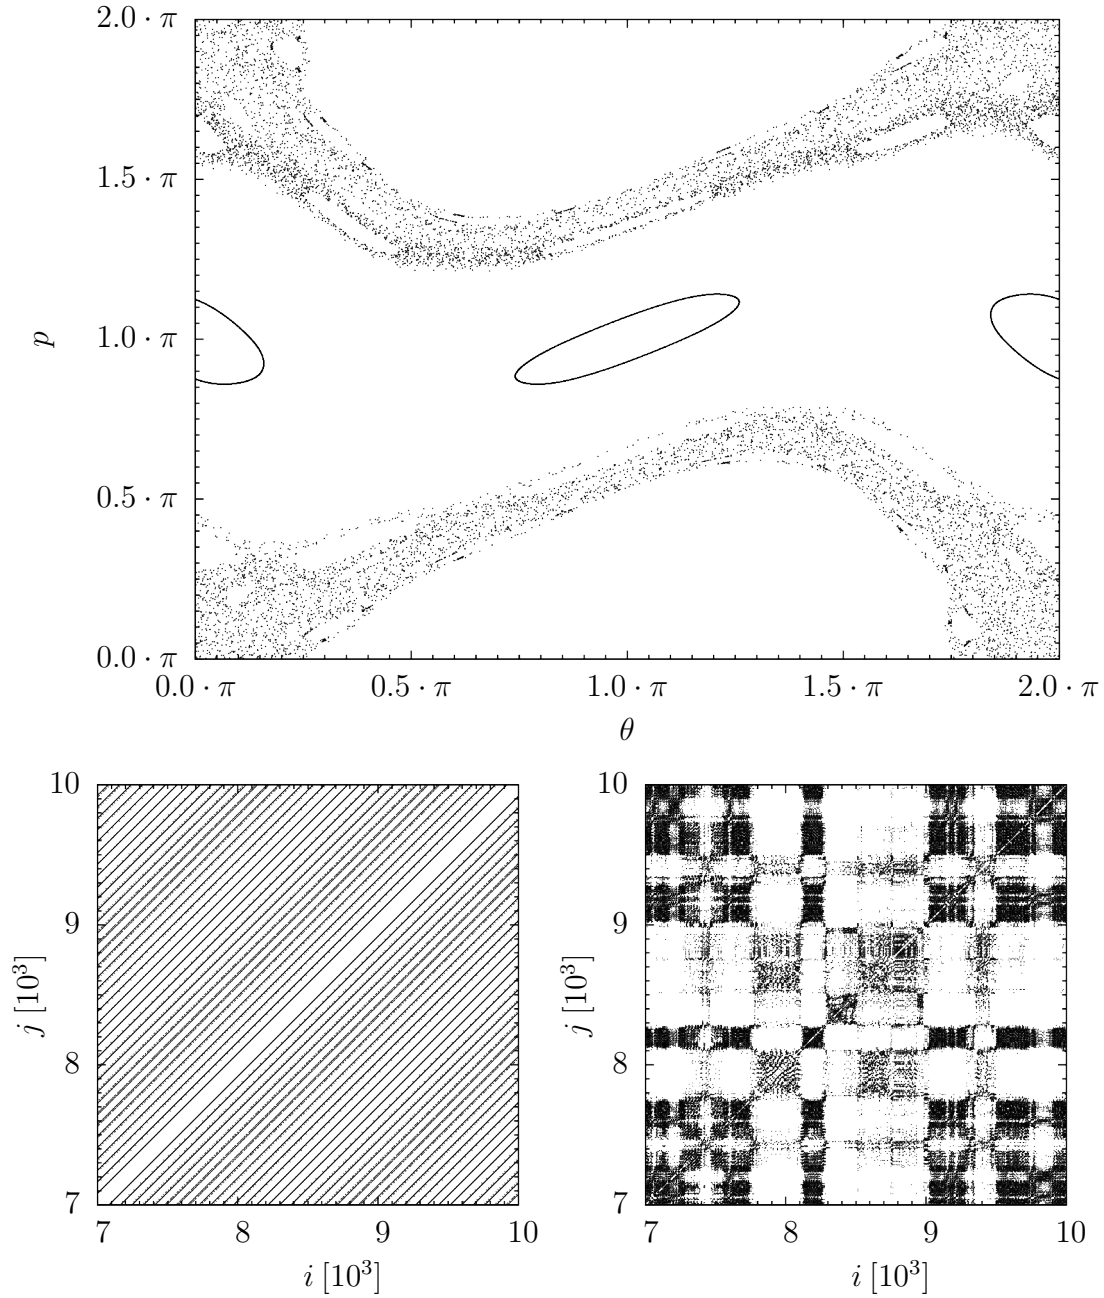 2.0 · π
1.5 · π
1.0 · π
0.5 · π
0.0 · π
p
0.0 · π 0.5 · π 1.0 · π 1.5 · π 2.0 · π
θ
10 10
9 9
8 8
7 7
j [10³] j [10³]
7 8 9 10 7 8 9 10
i [10³] i [10³]